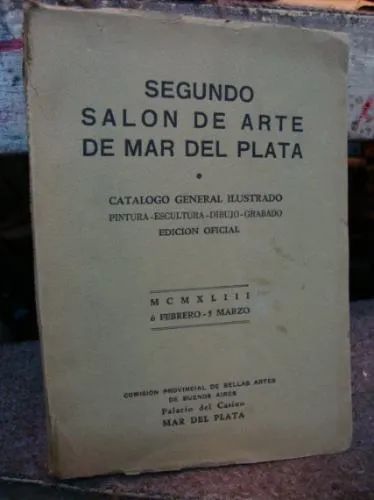 SEGUNDO
SALON DE ARTE
DE MAR DEL PLATA
•
CATALOGO GENERAL ILUSTRADO
PINTURA-ESCULTURA-DIBUJO-GRABADO
EDICION OFICIAL
MCMXLIII
6 FEBRERO - 5 MARZO
COMISIÓN PROVINCIAL DE BELLAS ARTES
DE BUENOS AIRES
Palacio del Casino
MAR DEL PLATA